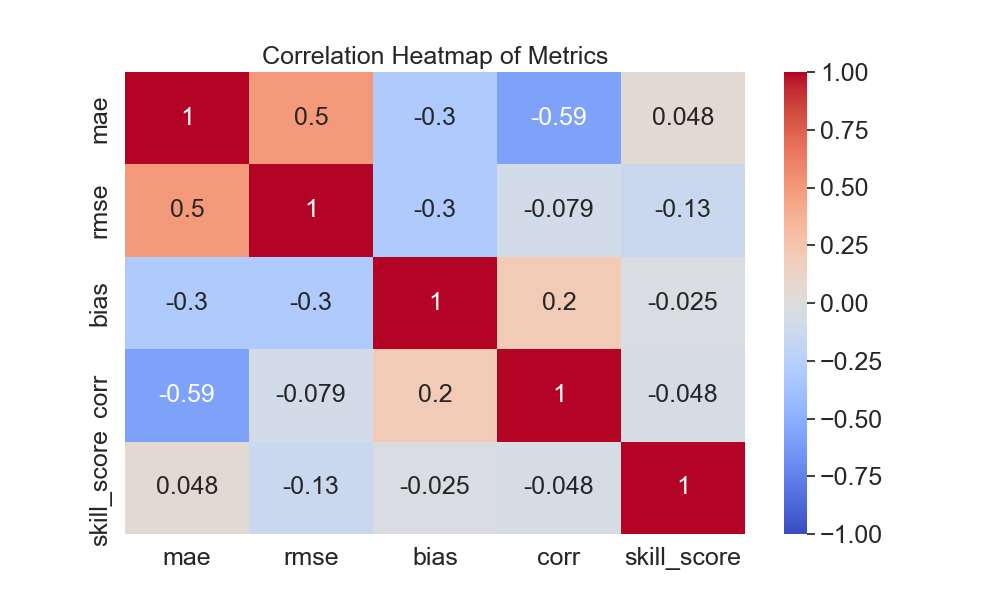 Correlation Heatmap of Metrics
mae 1 0.5 -0.3 -0.59 0.048
rmse 0.5 1 -0.3 -0.079 -0.13
bias -0.3 -0.3 1 0.2 -0.025
corr -0.59 -0.079 0.2 1 -0.048
skill_score 0.048 -0.13 -0.025 -0.048 1
mae rmse bias corr skill_score
1.00
0.75
0.50
0.25
0.00
−0.25
−0.50
−0.75
−1.00